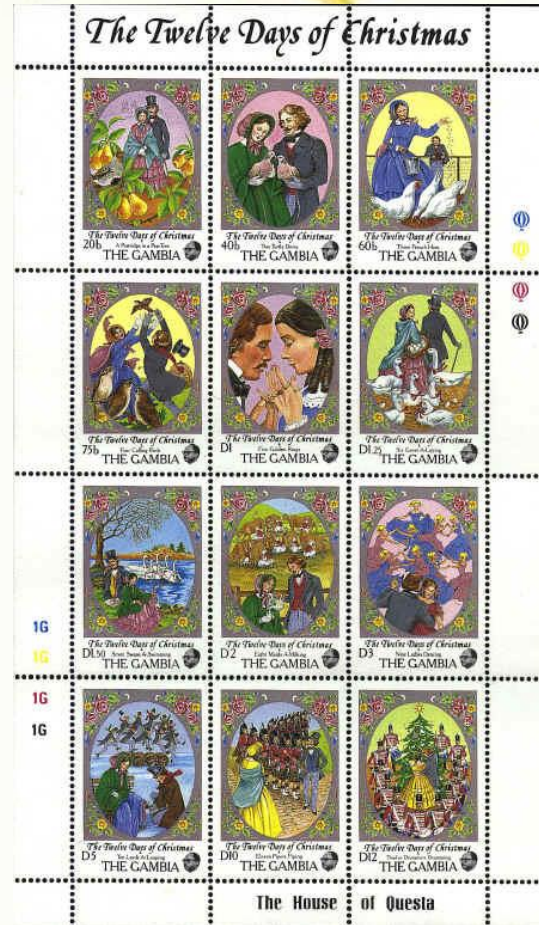 The Twelve Days of Christmas
The Twelve Days of Christmas
20b A Partridge in a Pear Tree
THE GAMBIA
The Twelve Days of Christmas
40b Two Turtle Doves
THE GAMBIA
The Twelve Days of Christmas
60b Three French Hens
THE GAMBIA
The Twelve Days of Christmas
75b Four Calling Birds
THE GAMBIA
The Twelve Days of Christmas
D1 Five Golden Rings
THE GAMBIA
The Twelve Days of Christmas
D1.25 Six Geese A-Laying
THE GAMBIA
The Twelve Days of Christmas
D1.50 Seven Swans A-Swimming
THE GAMBIA
The Twelve Days of Christmas
D2 Eight Maids A-Milking
THE GAMBIA
The Twelve Days of Christmas
D3 Nine Ladies Dancing
THE GAMBIA
1G
1G
1G
1G
The Twelve Days of Christmas
D5 Ten Lords A-Leaping
THE GAMBIA
The Twelve Days of Christmas
D10 Eleven Pipers Piping
THE GAMBIA
The Twelve Days of Christmas
D12 Twelve Drummers Drumming
THE GAMBIA
The House of Questa